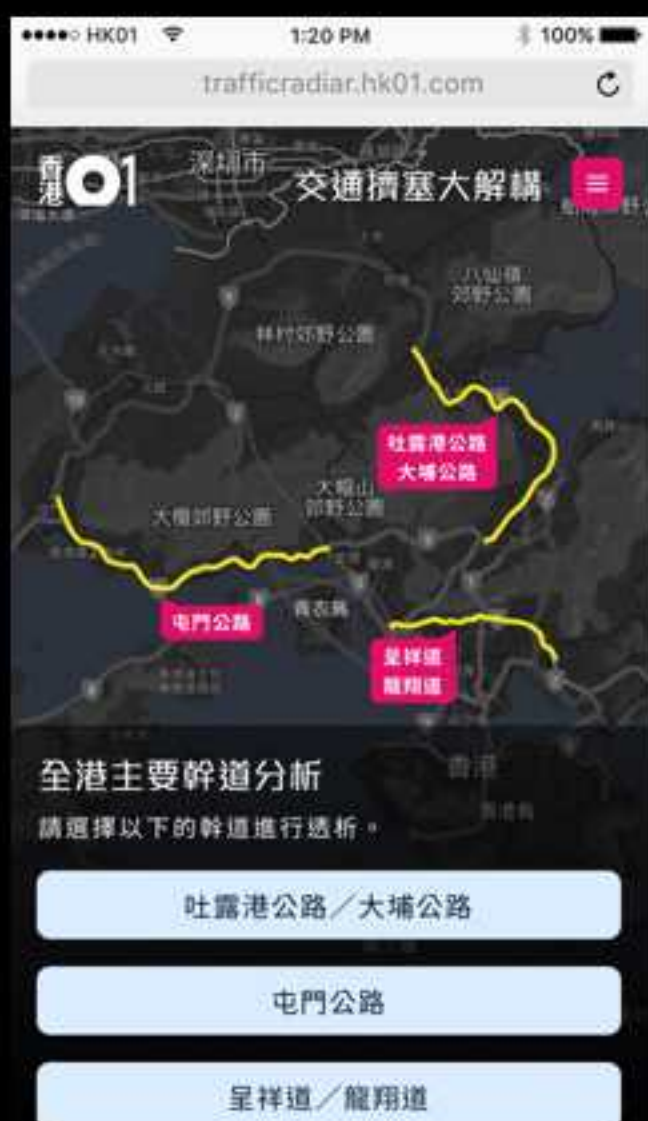 HK01
1:20 PM
100%
trafficradiar.hk01.com
香港01
深圳市
交通擠塞大解構
八仙嶺
郊野公園
林村郊野公園
吐露港公路
大埔公路
大帽山
郊野公園
大欖郊野公園
青衣島
屯門公路
呈祥道
龍翔道
香港
全港主要幹道分析
請選擇以下的幹道進行透析。
吐露港公路／大埔公路
屯門公路
呈祥道／龍翔道